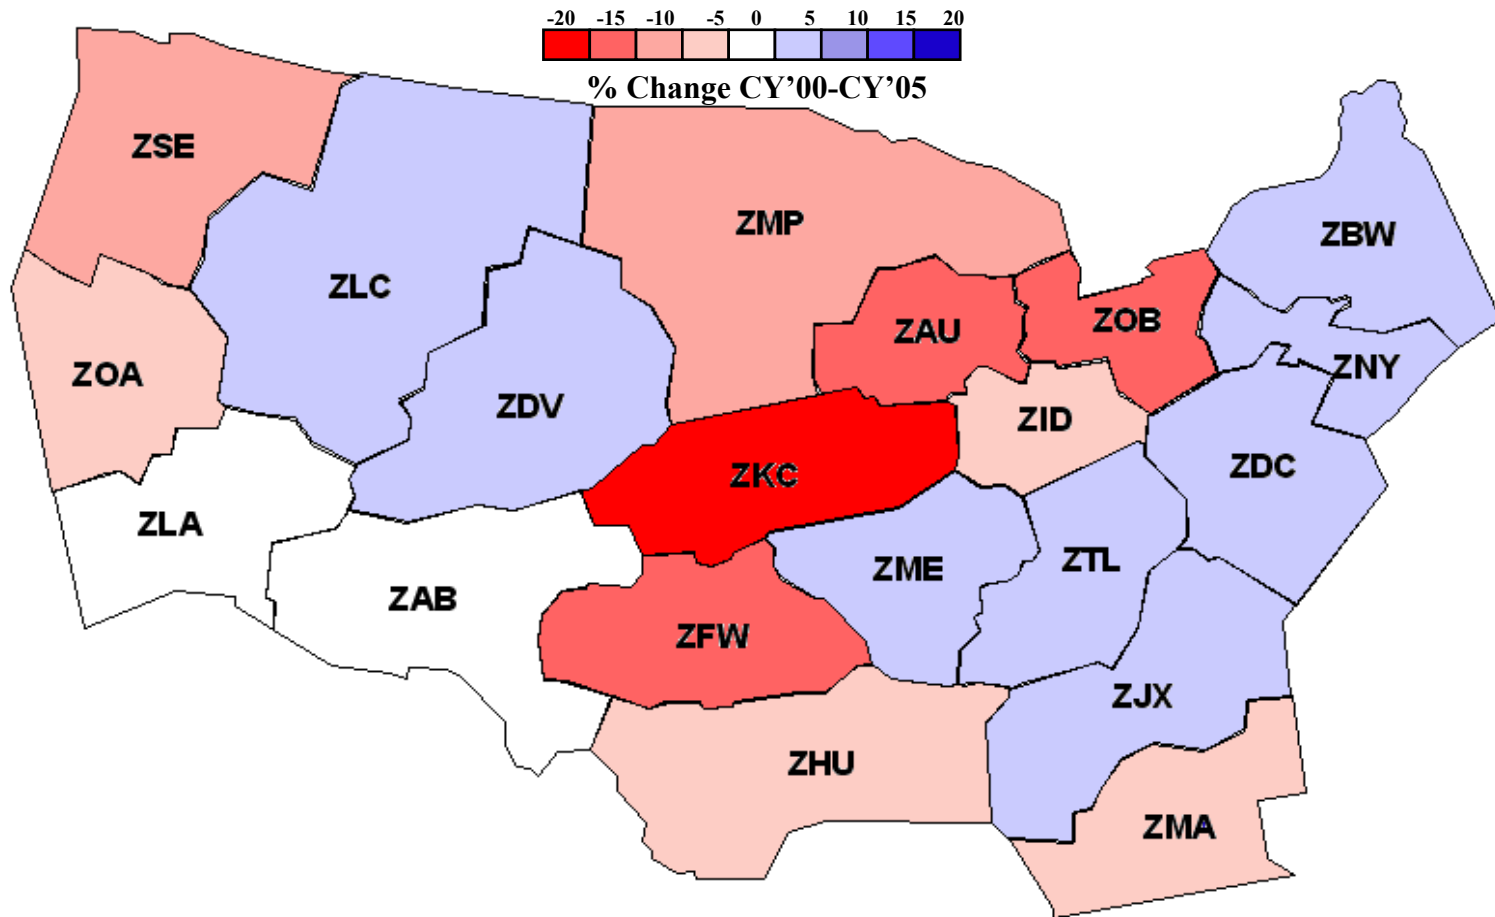 -20 -15 -10 -5 0 5 10 15 20
% Change CY’00-CY’05
ZSE
ZMP
ZBW
ZLC
ZAU
ZOB
ZOA
ZNY
ZDV
ZID
ZKC
ZDC
ZLA
ZME
ZTL
ZAB
ZFW
ZJX
ZHU
ZMA